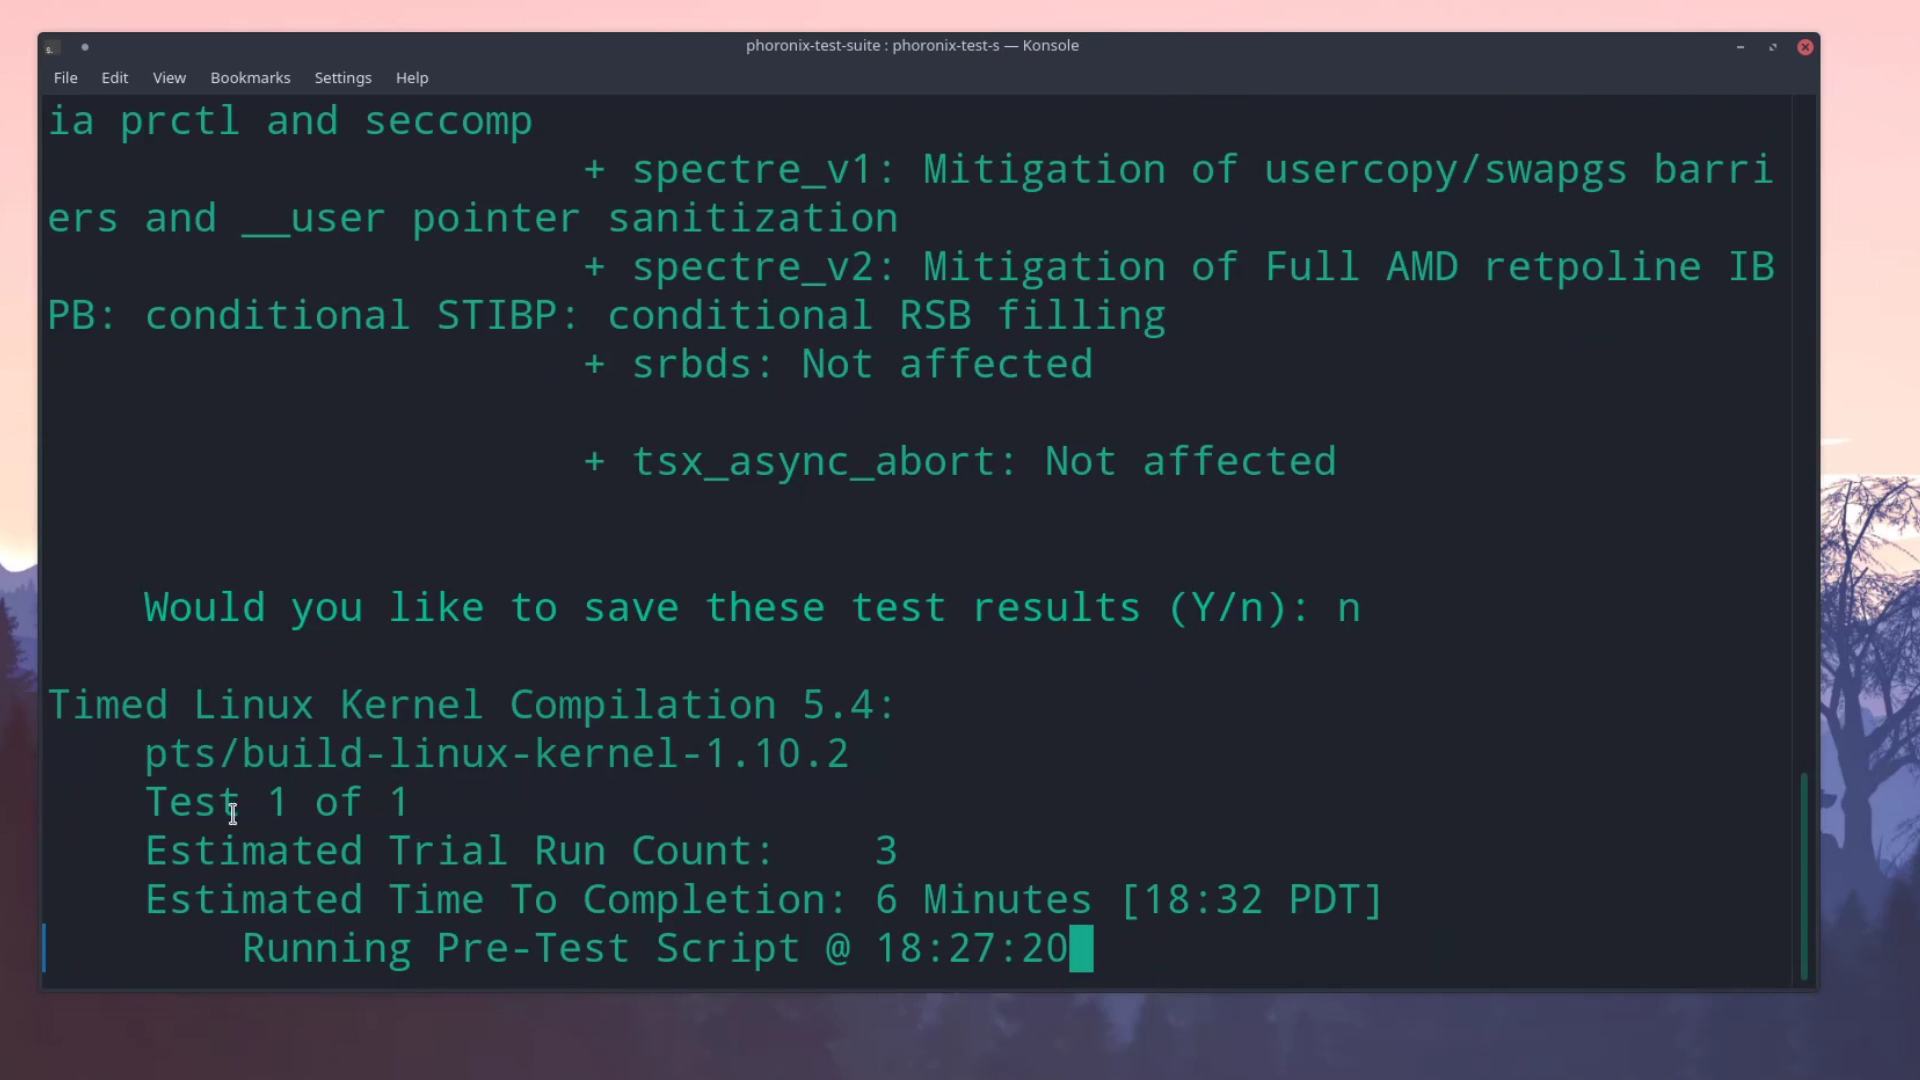 phoronix-test-suite : phoronix-test-s — Konsole
File Edit View Bookmarks Settings Help
ia prctl and seccomp
+ spectre_v1: Mitigation of usercopy/swapgs barri
ers and __user pointer sanitization
+ spectre_v2: Mitigation of Full AMD retpoline IB
PB: conditional STIBP: conditional RSB filling
+ srbds: Not affected
+ tsx_async_abort: Not affected
Would you like to save these test results (Y/n): n
Timed Linux Kernel Compilation 5.4:
pts/build-linux-kernel-1.10.2
Test 1 of 1
Estimated Trial Run Count: 3
Estimated Time To Completion: 6 Minutes [18:32 PDT]
Running Pre-Test Script @ 18:27:20